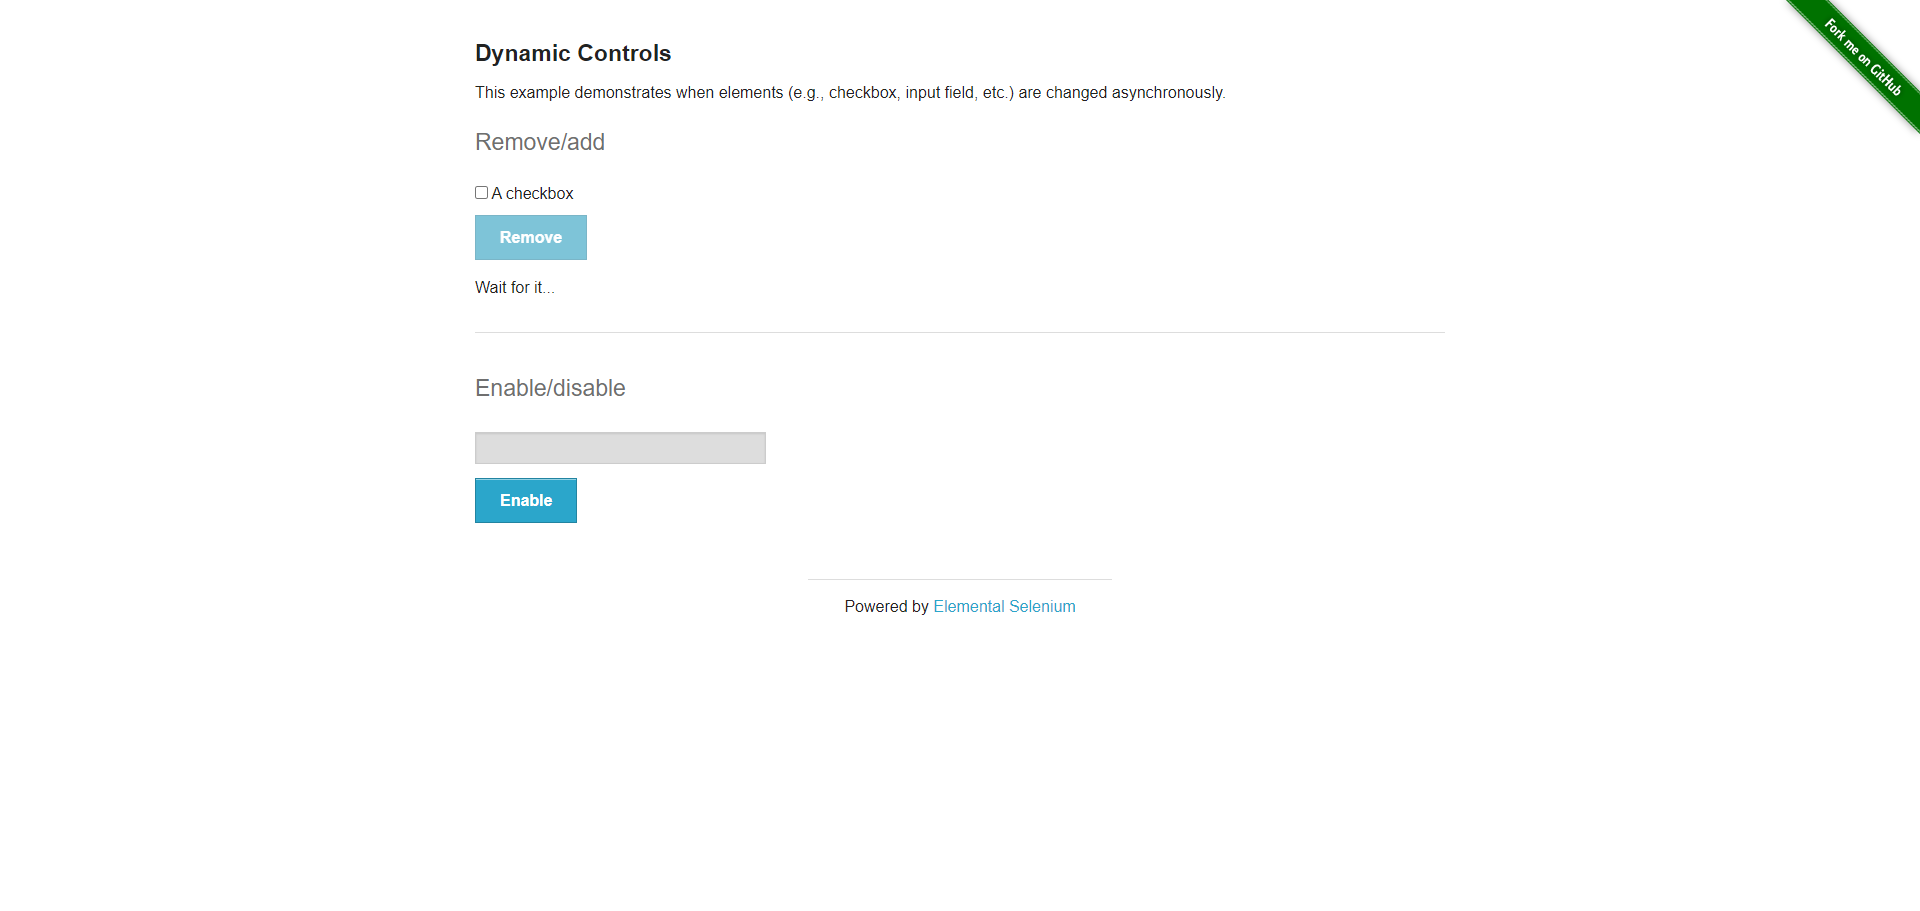 Dynamic Controls
This example demonstrates when elements (e.g., checkbox, input field, etc.) are changed asynchronously.
Remove/add
A checkbox
Remove
Wait for it...
Enable/disable
Enable
Powered by Elemental Selenium
Fork me on GitHub